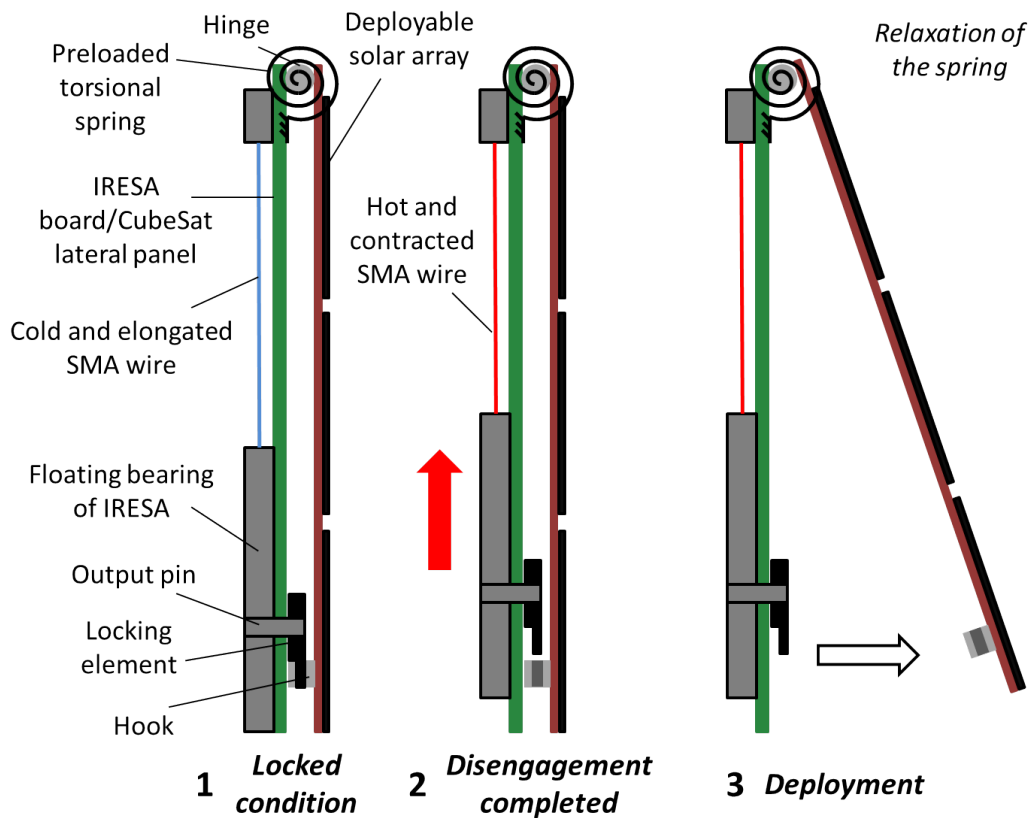 Hinge
Preloaded
torsional
spring
Deployable
solar array
Relaxation of
the spring
IRESA
board/CubeSat
lateral panel
Hot and
contracted
SMA wire
Cold and elongated
SMA wire
Floating bearing
of IRESA
Output pin
Locking
element
Hook
1 Locked
condition
2 Disengagement
completed
3 Deployment